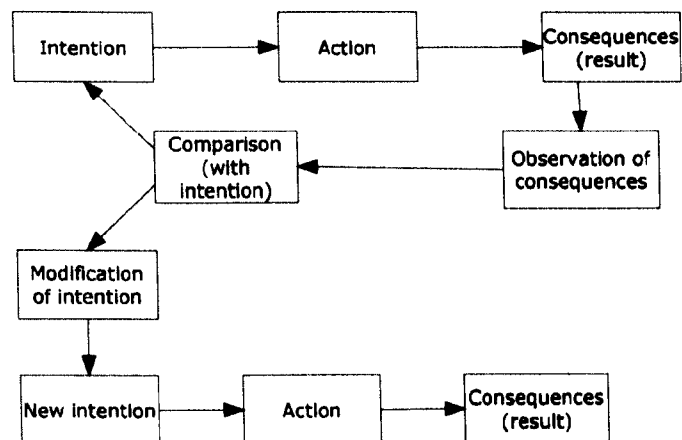 Intention
Action
Consequences
(result)
Comparison
(with
intention)
Observation of
consequences
Modification
of intention
New intention
Action
Consequences
(result)